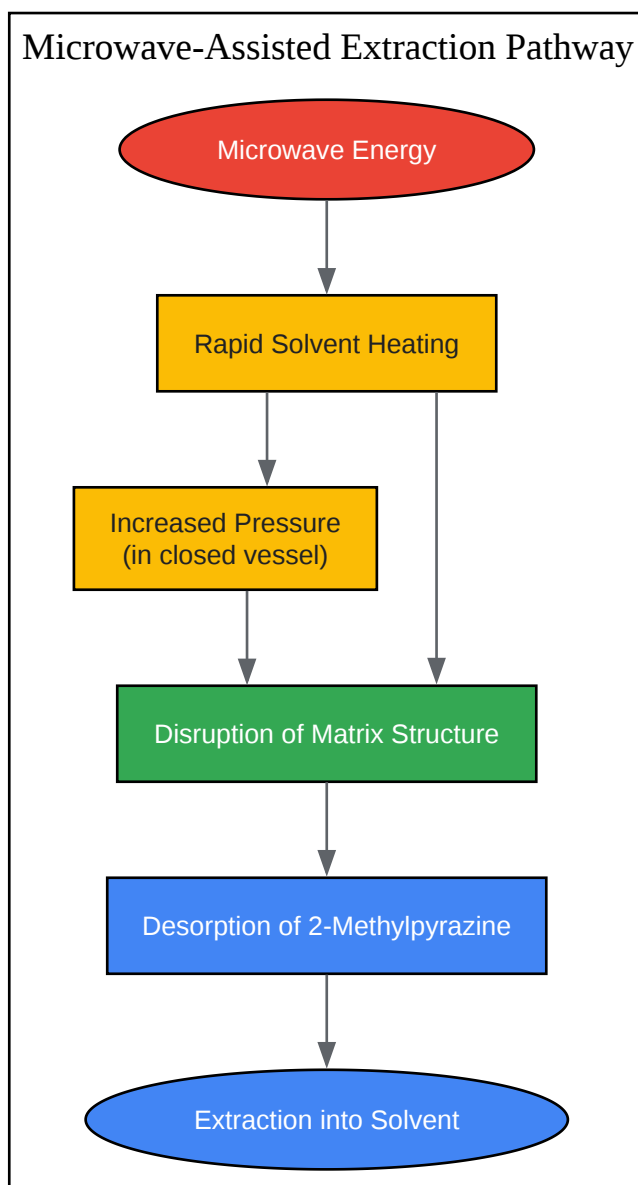 Microwave-Assisted Extraction Pathway
Microwave Energy
Rapid Solvent Heating
Increased Pressure
(in closed vessel)
Disruption of Matrix Structure
Desorption of 2-Methylpyrazine
Extraction into Solvent